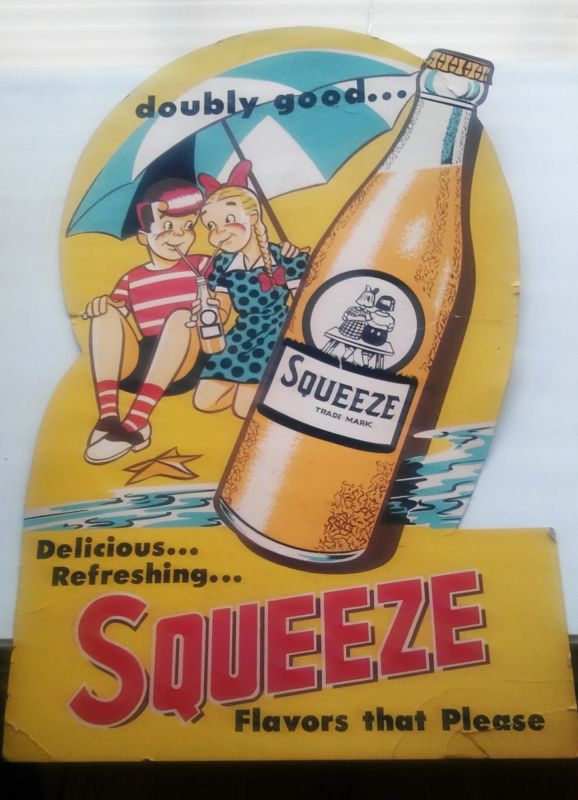 doubly good...
SQUEEZE
TRADE MARK
Delicious...
Refreshing...
SQUEEZE
Flavors that Please